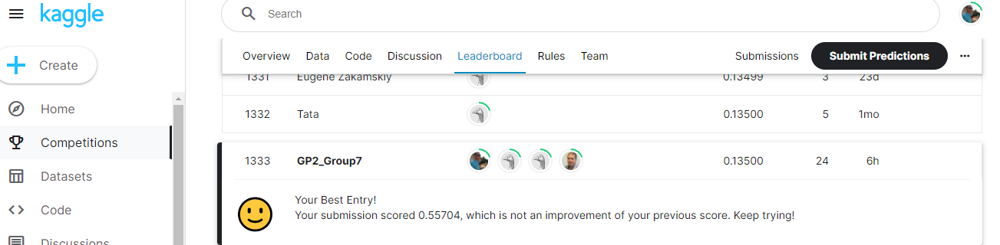 kaggle
Search
Create
Overview Data Code Discussion Leaderboard Rules Team Submissions Submit Predictions ...
Home
Competitions
Datasets
Code
Discussions
1331 Eugene Zakamskiy 0.13499 3 23d
1332 Tata 0.13500 5 1mo
1333 GP2_Group7 0.13500 24 6h
Your Best Entry!
Your submission scored 0.55704, which is not an improvement of your previous score. Keep trying!